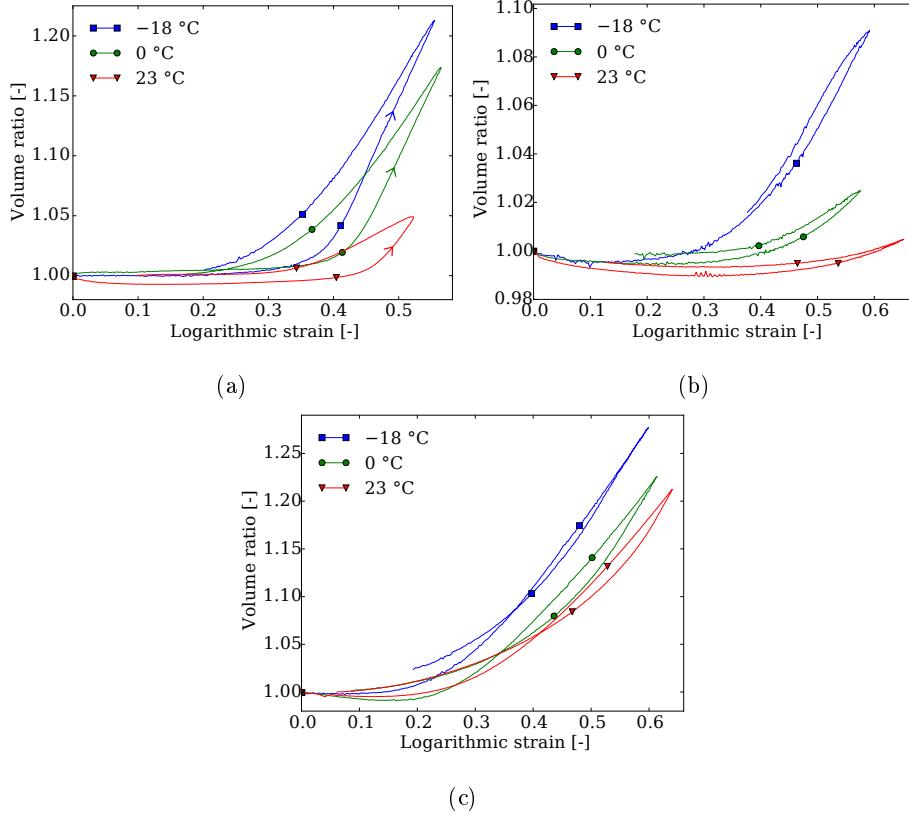 1.20
1.15
1.10
1.05
1.00
Volume ratio [-]
−18 °C
0 °C
23 °C
0.0 0.1 0.2 0.3 0.4 0.5
Logarithmic strain [-]
(a)
1.10
1.08
1.06
1.04
1.02
1.00
0.98
Volume ratio [-]
−18 °C
0 °C
23 °C
0.0 0.1 0.2 0.3 0.4 0.5 0.6
Logarithmic strain [-]
(b)
1.25
1.20
1.15
1.10
1.05
1.00
Volume ratio [-]
−18 °C
0 °C
23 °C
0.0 0.1 0.2 0.3 0.4 0.5 0.6
Logarithmic strain [-]
(c)